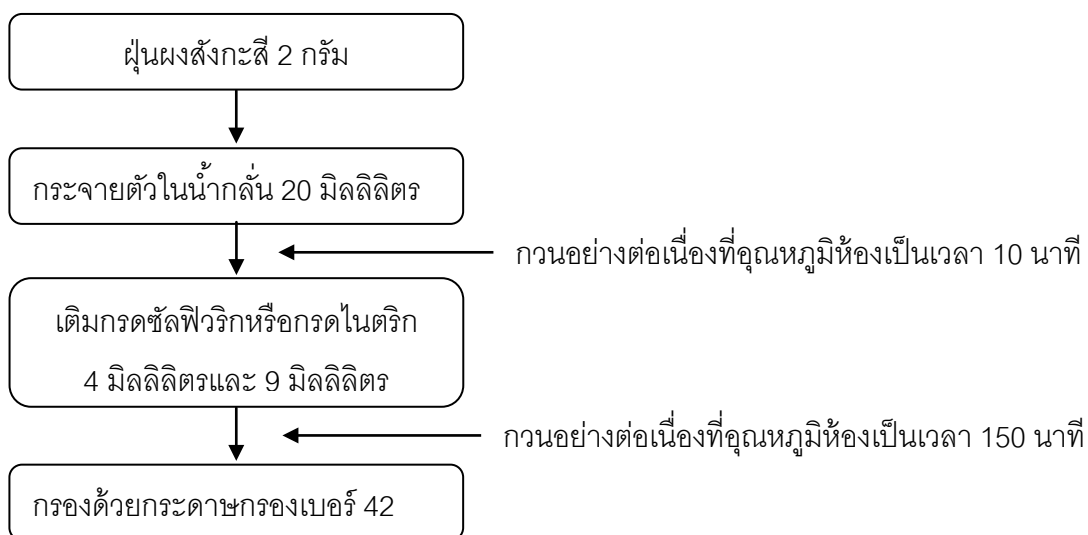 ฝุ่นผงสังกะสี 2 กรัม
กระจายตัวในน้ำกลั่น 20 มิลลิลิตร
กวนอย่างต่อเนื่องที่อุณหภูมิห้องเป็นเวลา 10 นาที
เติมกรดซัลฟิวริกหรือกรดไนตริก
4 มิลลิลิตรและ 9 มิลลิลิตร
กวนอย่างต่อเนื่องที่อุณหภูมิห้องเป็นเวลา 150 นาที
กรองด้วยกระดาษกรองเบอร์ 42